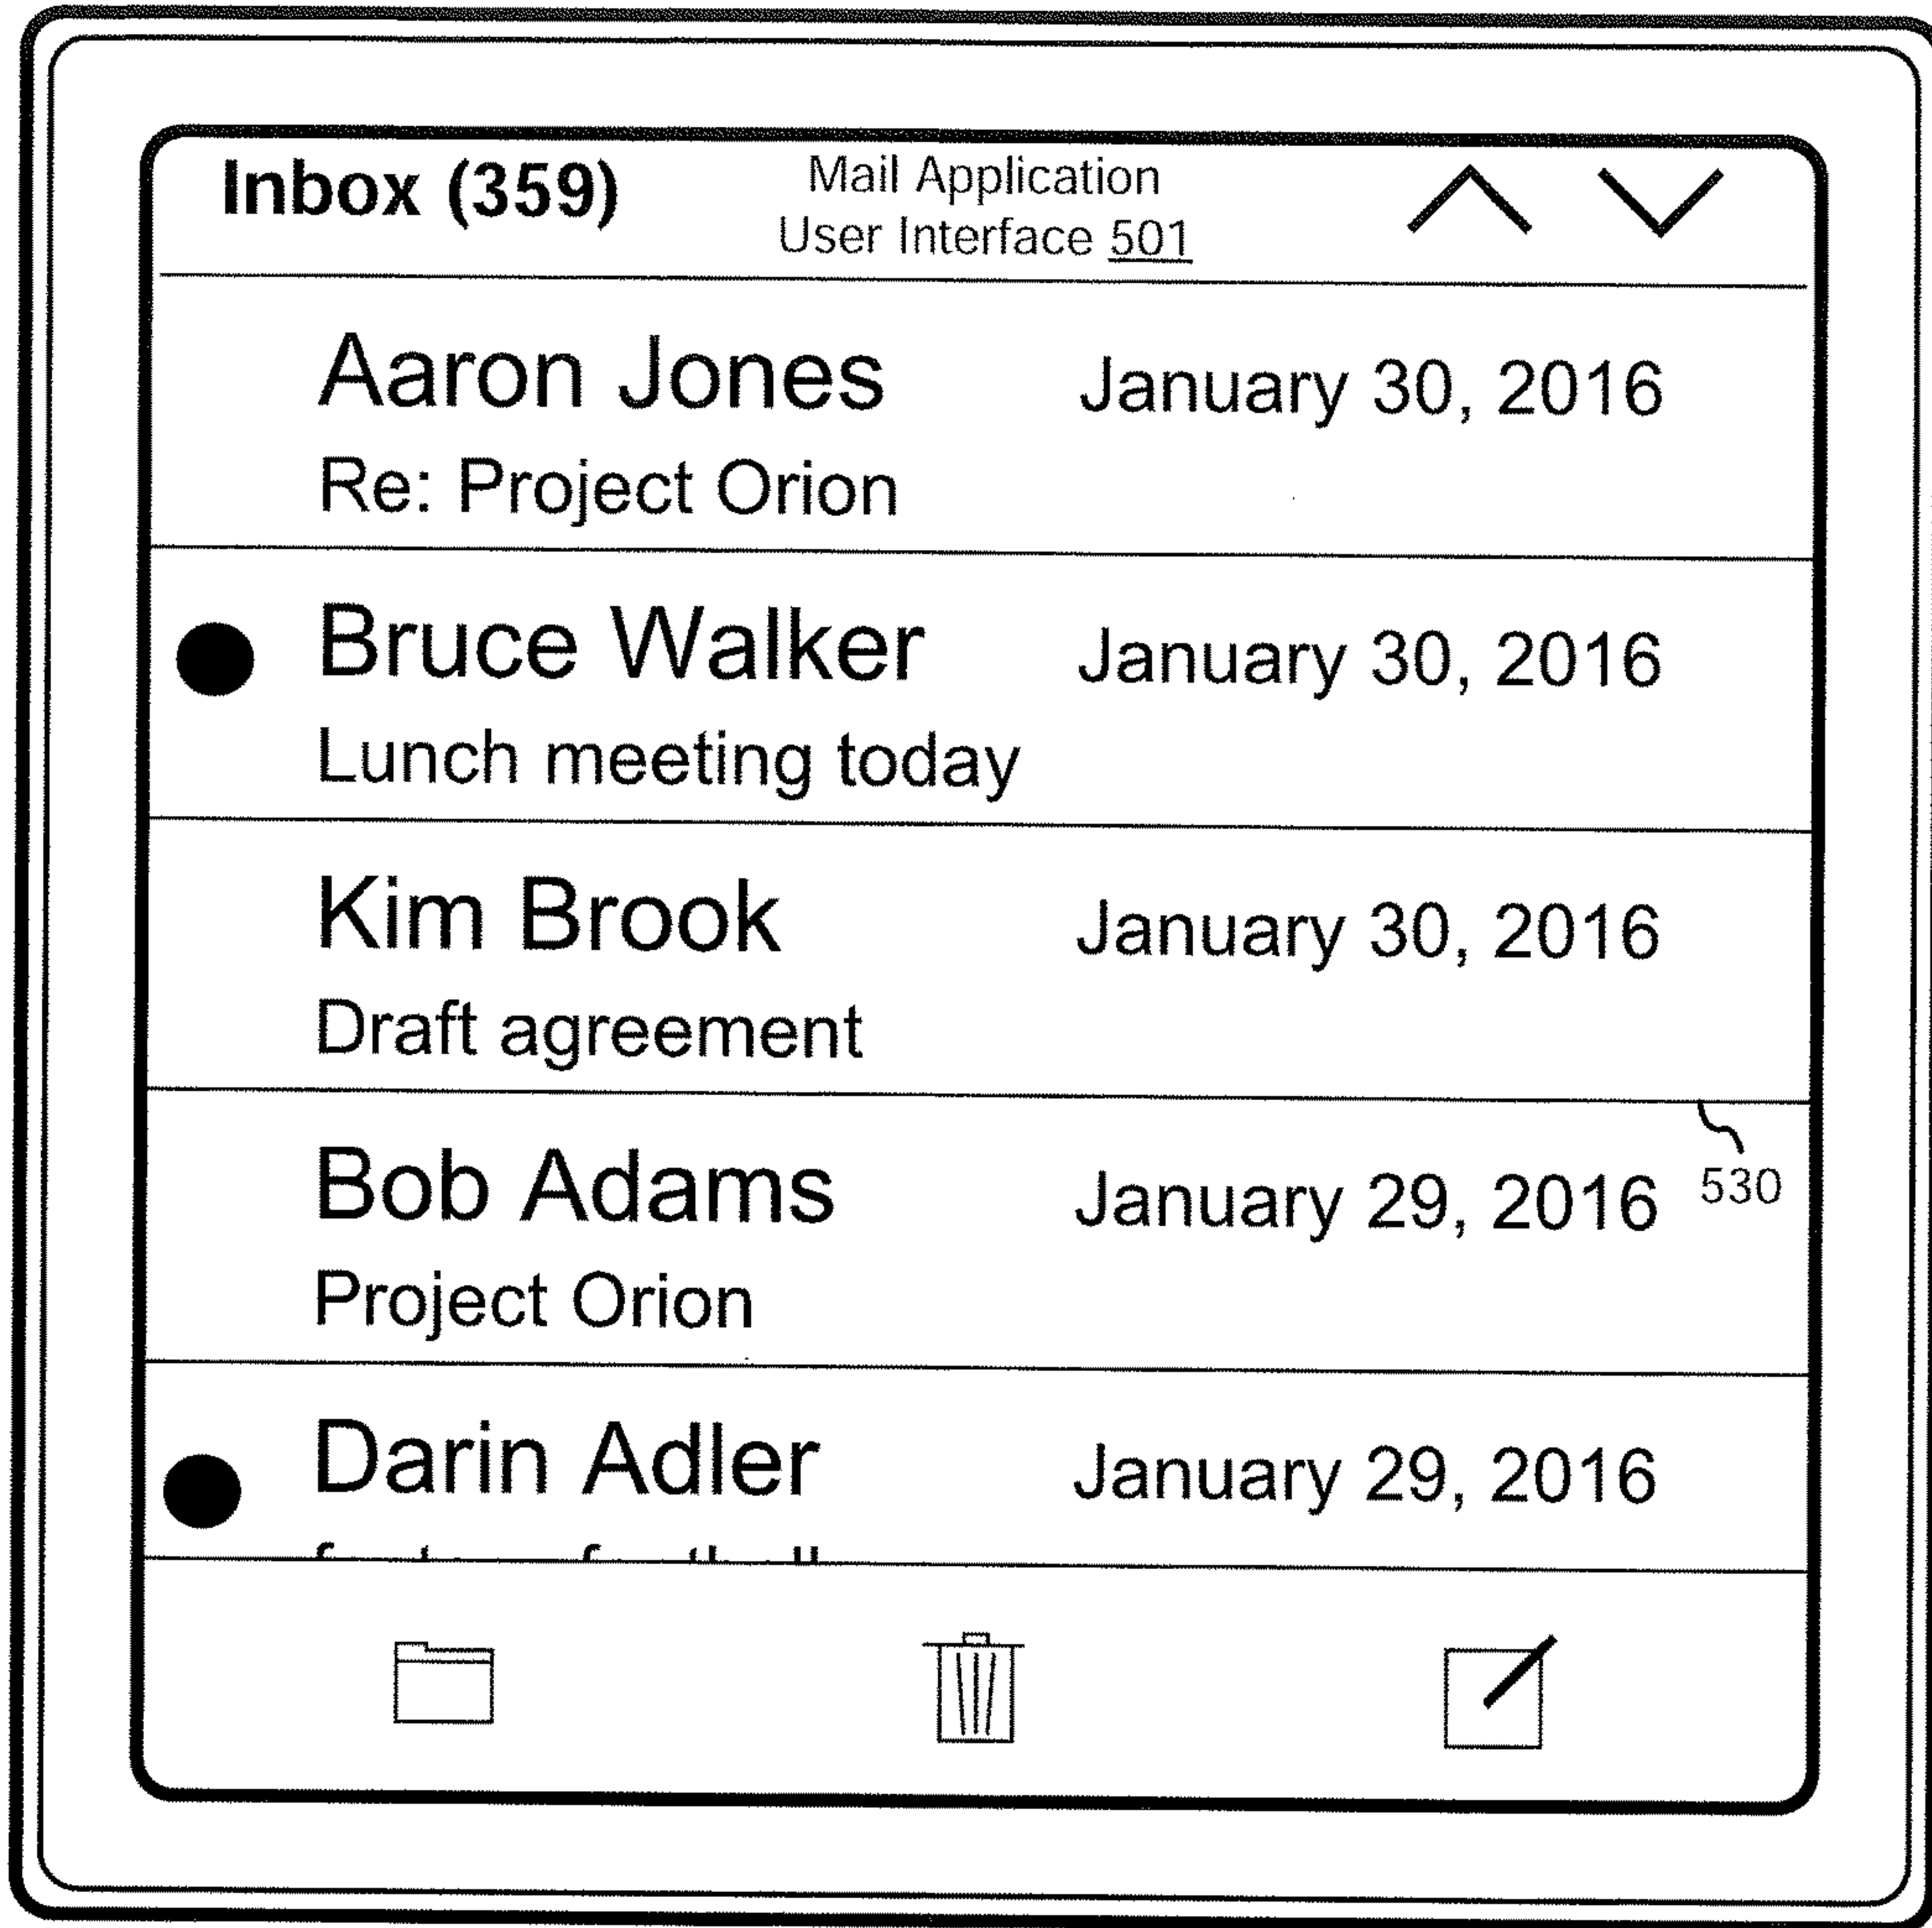 Inbox (359)
Mail Application
User Interface 501
Aaron Jones January 30, 2016
Re: Project Orion
Bruce Walker January 30, 2016
Lunch meeting today
Kim Brook January 30, 2016
Draft agreement
530
Bob Adams January 29, 2016
Project Orion
Darin Adler January 29, 2016